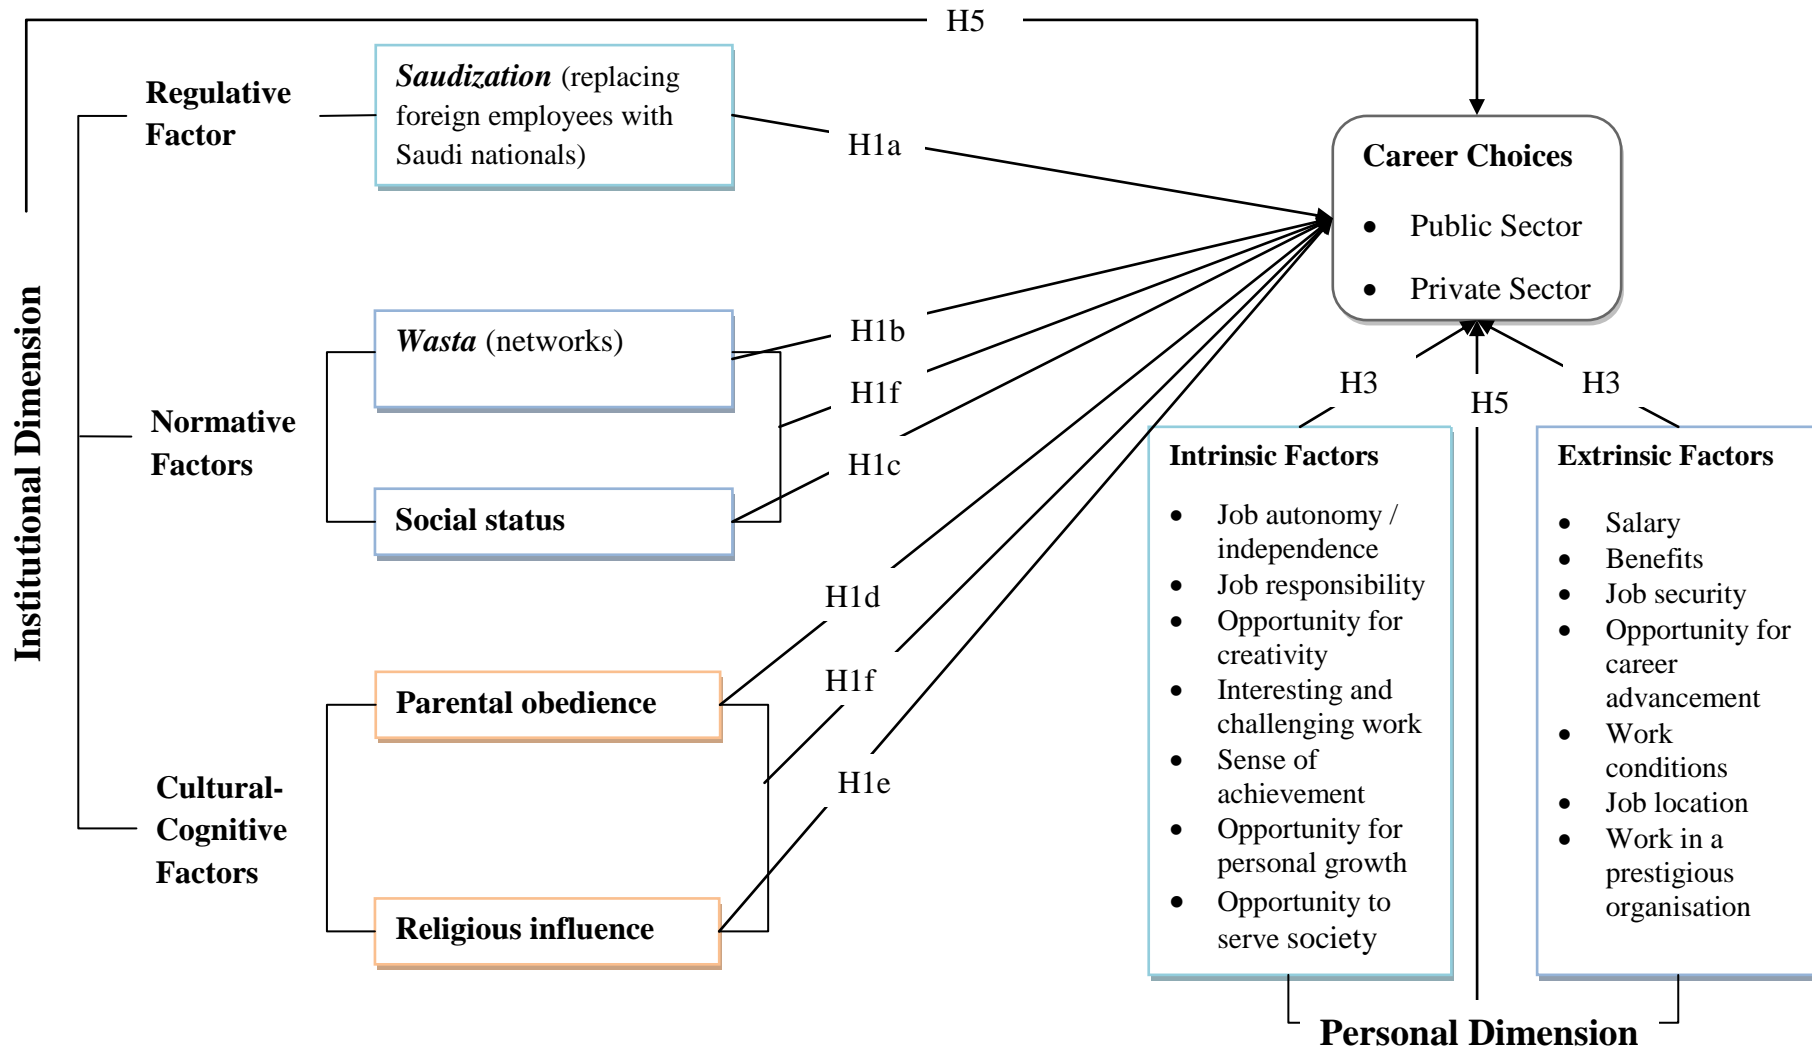 H5
Regulative
Factor
Saudization (replacing
foreign employees with
Saudi nationals)
H1a
Career Choices
• Public Sector
• Private Sector
Institutional Dimension
Normative
Factors
Wasta (networks)
Social status
H1b
H1f
H1c
H3
H5
H3
Cultural-
Cognitive
Factors
Parental obedience
Religious influence
H1d
H1f
H1e
Intrinsic Factors
• Job autonomy /
independence
• Job responsibility
• Opportunity for
creativity
• Interesting and
challenging work
• Sense of
achievement
• Opportunity for
personal growth
• Opportunity to
serve society
Extrinsic Factors
• Salary
• Benefits
• Job security
• Opportunity for
career
advancement
• Work
conditions
• Job location
• Work in a
prestigious
organisation
Personal Dimension